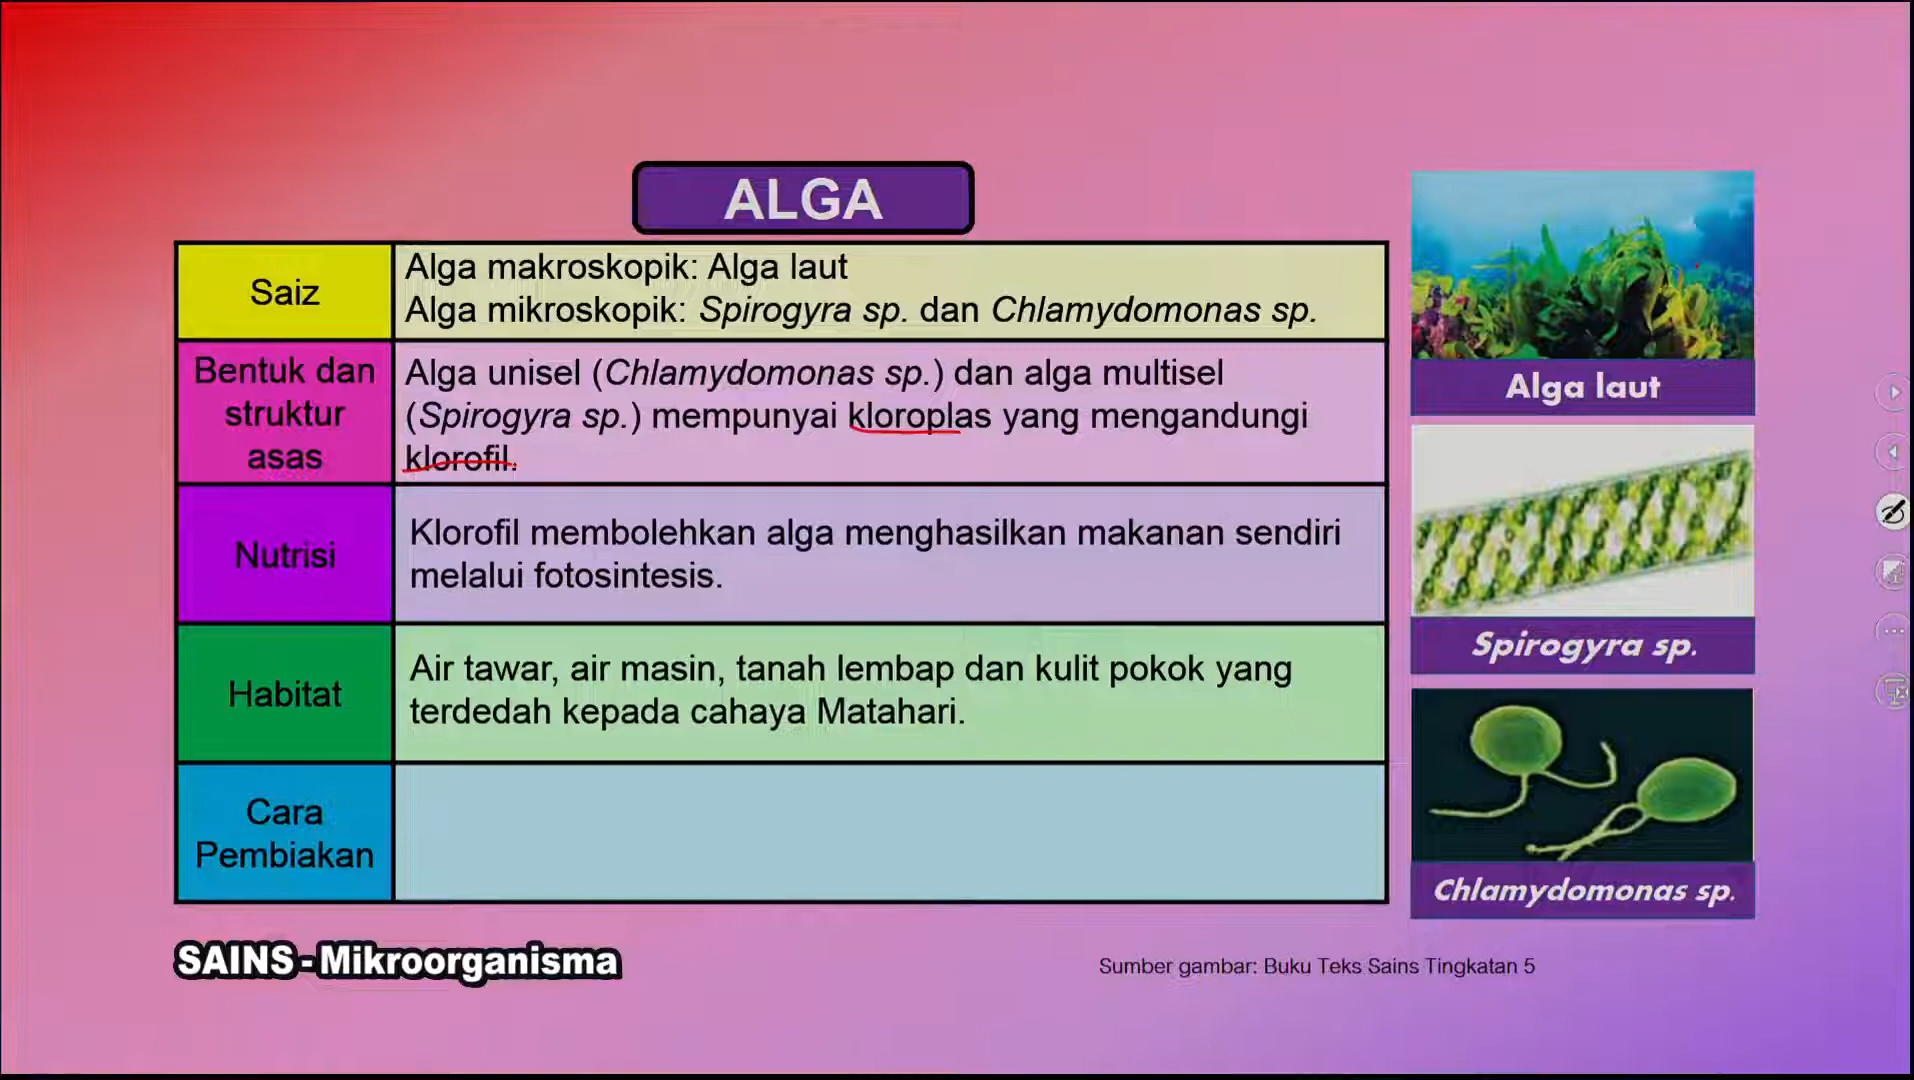 ALGA
Saiz
Alga makroskopik: Alga laut
Alga mikroskopik: Spirogyra sp. dan Chlamydomonas sp.
Bentuk dan
struktur
asas
Alga unisel (Chlamydomonas sp.) dan alga multisel
(Spirogyra sp.) mempunyai kloroplas yang mengandungi
klorofil.
Nutrisi
Klorofil membolehkan alga menghasilkan makanan sendiri
melalui fotosintesis.
Habitat
Air tawar, air masin, tanah lembap dan kulit pokok yang
terdedah kepada cahaya Matahari.
Cara
Pembiakan
Alga laut
Spirogyra sp.
Chlamydomonas sp.
SAINS - Mikroorganisma
Sumber gambar: Buku Teks Sains Tingkatan 5